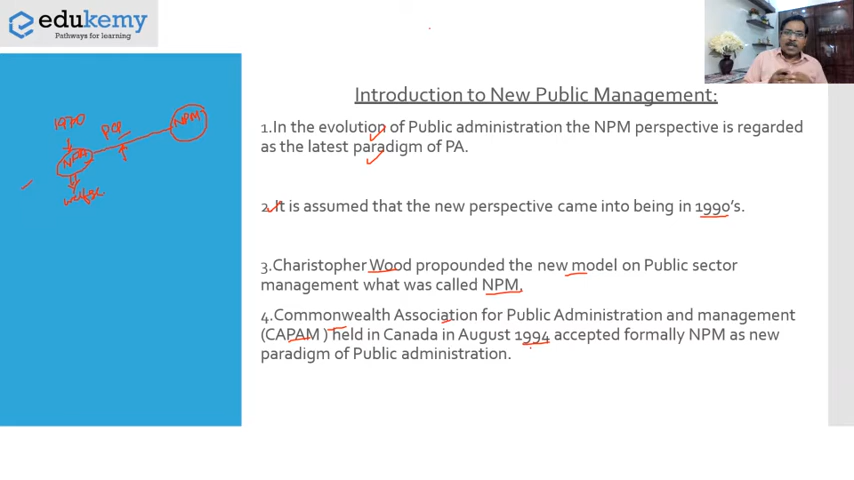 edukemy
Pathways for learning
Introduction to New Public Management:
1.In the evolution of Public administration the NPM perspective is regarded
as the latest paradigm of PA.
2.It is assumed that the new perspective came into being in 1990's.
3.Charistopher Wood propounded the new model on Public sector
management what was called NPM.
4.Commonwealth Association for Public Administration and management
(CAPAM ) held in Canada in August 1994 accepted formally NPM as new
paradigm of Public administration.
1970
NPM
NPA